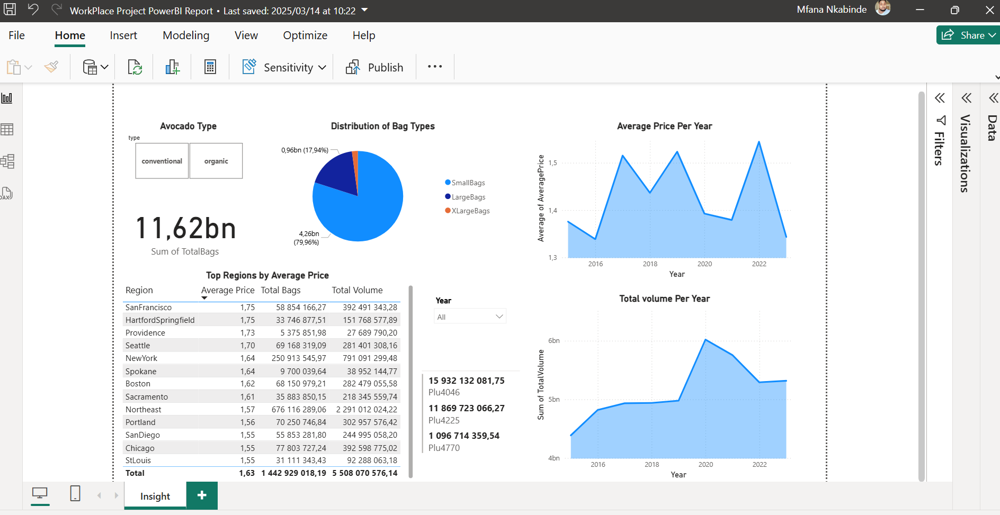 WorkPlace Project PowerBI Report • Last saved: 2025/03/14 at 10:22
Mfana Nkabinde
File Home Insert Modeling View Optimize Help
Share
Sensitivity
Publish
Avocado Type
type
conventional
organic
11,62bn
Sum of TotalBags
Distribution of Bag Types
0,96bn (17,94%)
4,26bn
(79,96%)
SmallBags
LargeBags
XLargeBags
Average Price Per Year
Average of AveragePrice
1,5
1,4
1,3
2016 2018 2020 2022
Year
Filters
Visualizations
Data
Top Regions by Average Price
Region Average Price Total Bags Total Volume
SanFrancisco 1,75 58 854 166,27 392 491 343,28
HartfordSpringfield 1,75 33 746 877,51 151 768 577,89
Providence 1,73 5 375 851,98 27 689 790,20
Seattle 1,70 69 168 319,09 281 401 308,16
NewYork 1,64 250 913 545,97 791 091 299,48
Spokane 1,64 9 700 039,64 38 952 144,77
Boston 1,62 68 150 979,21 282 479 055,58
Sacramento 1,61 35 883 850,15 218 345 559,74
Northeast 1,57 676 116 289,06 2 291 012 024,22
Portland 1,56 70 250 746,84 302 957 576,42
SanDiego 1,55 55 853 281,80 244 995 058,20
Chicago 1,55 77 803 727,24 392 598 775,02
StLouis 1,55 31 111 343,43 92 288 063,18
Total 1,63 1 442 929 018,19 5 508 070 576,14
Year
All
15 932 132 081,75
Plu4046
11 869 723 066,27
Plu4225
1 096 714 359,54
Plu4770
Total volume Per Year
Sum of TotalVolume
6bn
5bn
4bn
2016 2018 2020 2022
Year
DAX
Insight